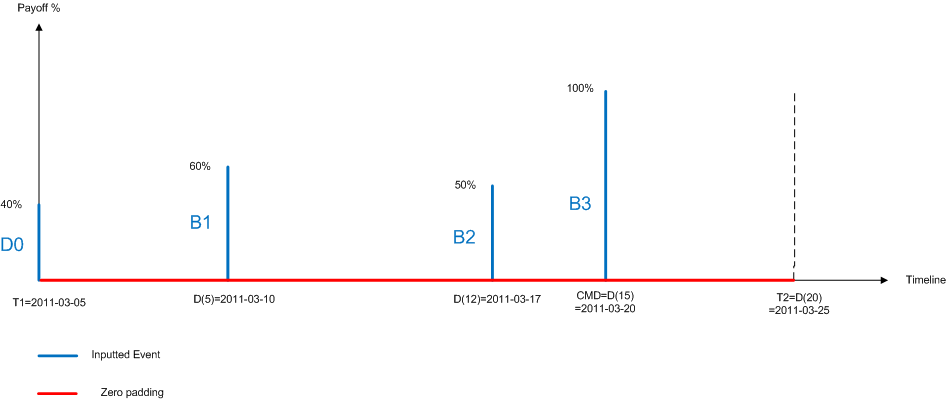 Payoff %
100%
60%
50%
40%
B1
B3
B2
D0
Timeline
T1=2011-03-05
D(5)=2011-03-10
D(12)=2011-03-17
CMD=D(15)
=2011-03-20
T2=D(20)
=2011-03-25
Inputted Event
Zero padding